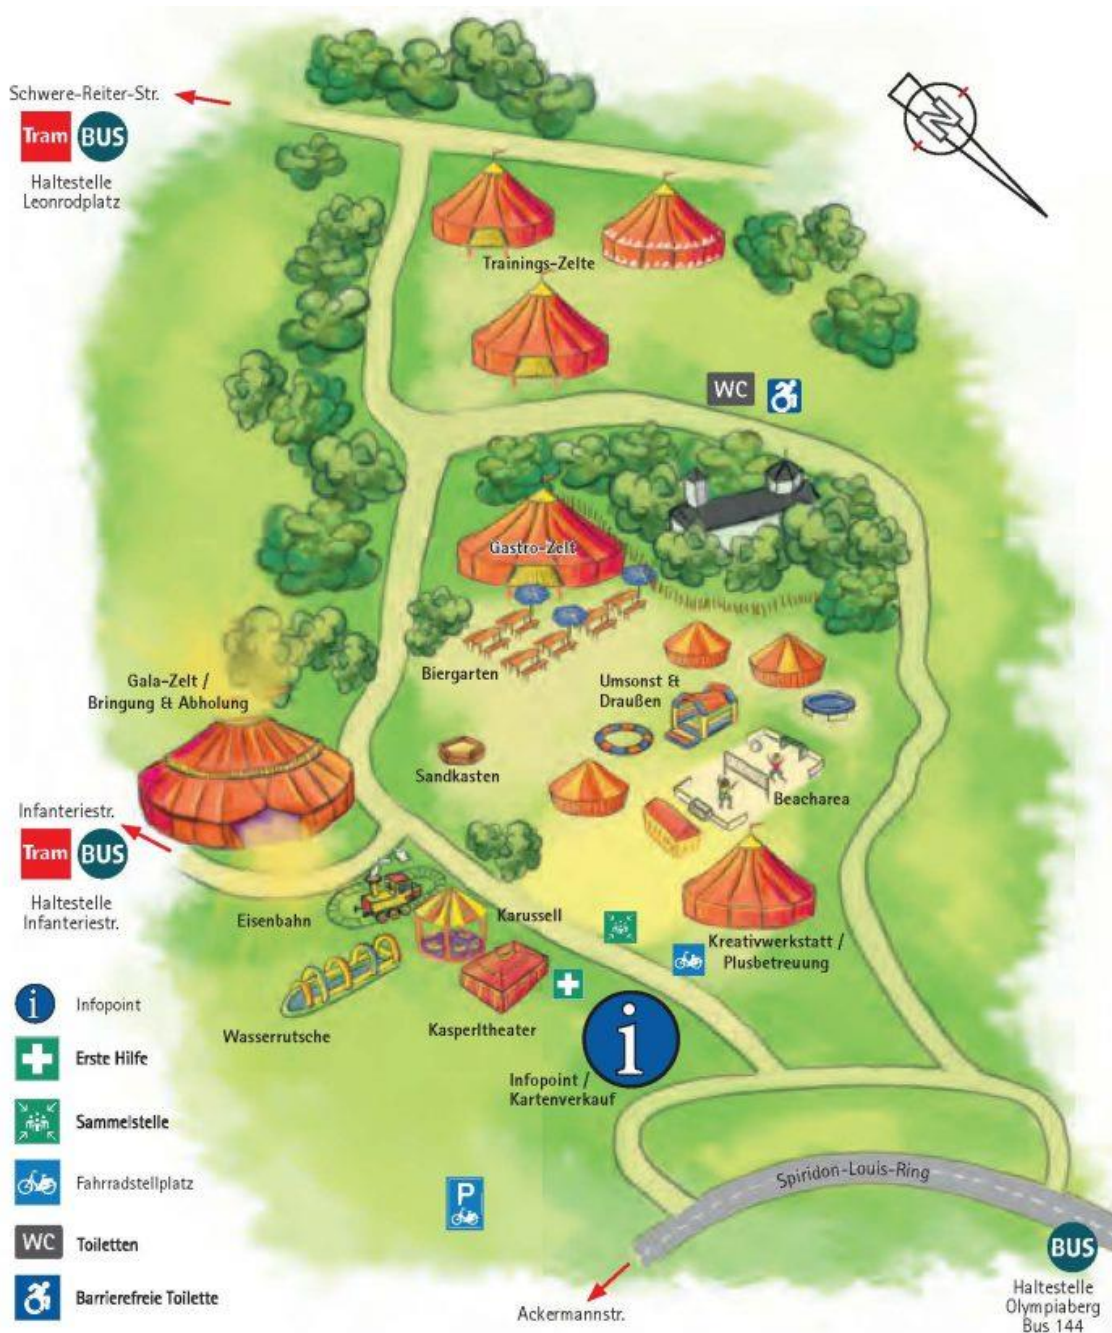 Schwere-Reiter-Str.
Tram BUS
Haltestelle
Leonrodplatz
N
Trainings-Zelte
WC
Gastro-Zelt
Biergarten
Umsonst &
Draußen
Gala-Zelt /
Bringung & Abholung
Sandkasten
Beacharea
Infanteriestr.
Tram BUS
Haltestelle
Infanteriestr.
Eisenbahn
Karussell
Kreativwerkstatt /
Plusbetreuung
Wasserrutsche
Kasperltheater
i
Infopoint /
Kartenverkauf
i Infopoint
Erste Hilfe
Sammelstelle
Fahrradstellplatz
WC Toiletten
Barrierefreie Toilette
P
Spiridon-Louis-Ring
Ackermannstr.
BUS
Haltestelle
Olympiaberg
Bus 144